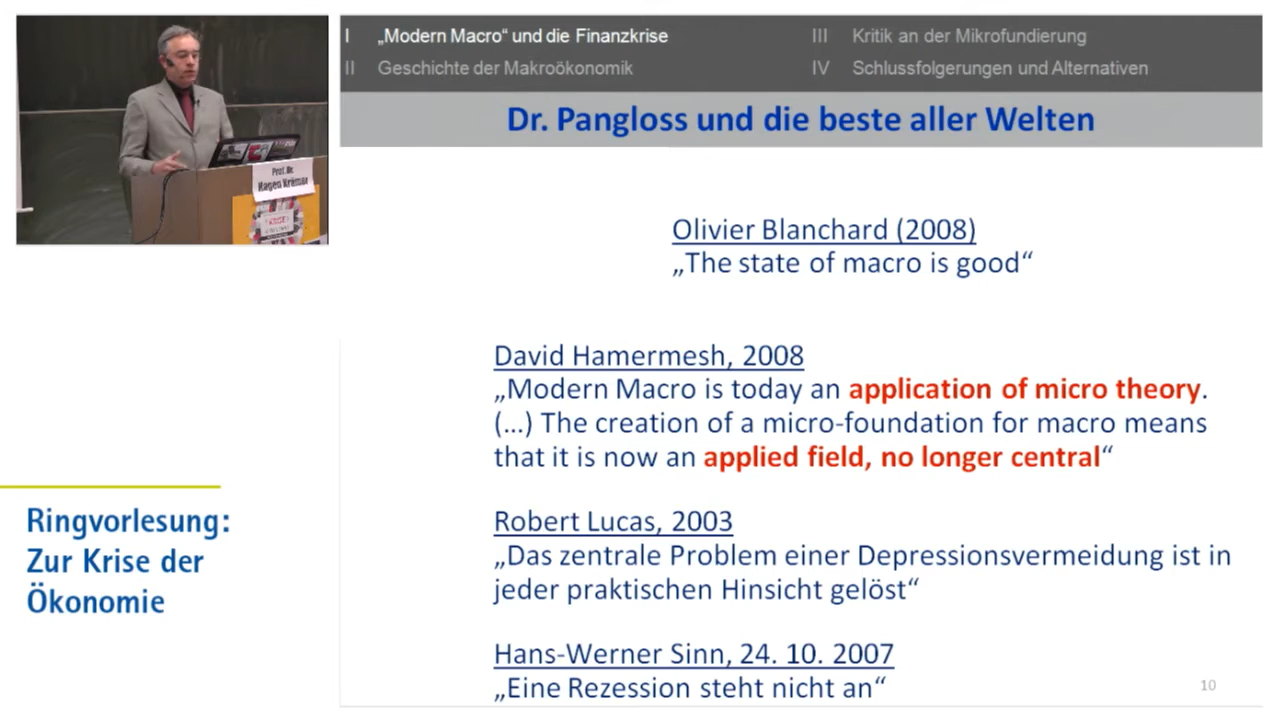 I „Modern Macro“ und die Finanzkrise
II Geschichte der Makroökonomik
III Kritik an der Mikrofundierung
IV Schlussfolgerungen und Alternativen
Dr. Pangloss und die beste aller Welten
Prof. Dr.
Hagen Krämer
Olivier Blanchard (2008)
„The state of macro is good“
David Hamermesh, 2008
„Modern Macro is today an application of micro theory.
(…) The creation of a micro-foundation for macro means
that it is now an applied field, no longer central“
Robert Lucas, 2003
„Das zentrale Problem einer Depressionsvermeidung ist in
jeder praktischen Hinsicht gelöst“
Hans-Werner Sinn, 24. 10. 2007
„Eine Rezession steht nicht an“
10
Ringvorlesung:
Zur Krise der
Ökonomie